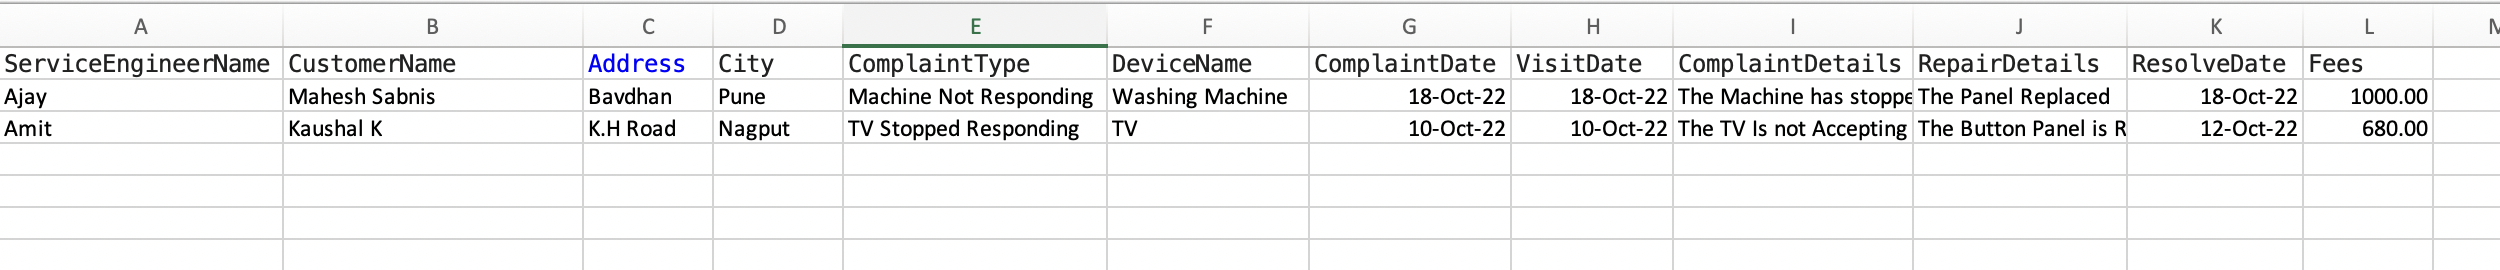 A B C D E F G H I J K L
ServiceEngineerName CustomerName Address City ComplaintType DeviceName ComplaintDate VisitDate ComplaintDetails RepairDetails ResolveDate Fees
Ajay Mahesh Sabnis Bavdhan Pune Machine Not Responding Washing Machine 18-Oct-22 18-Oct-22 The Machine has stoppe The Panel Replaced 18-Oct-22 1000.00
Amit Kaushal K K.H Road Nagput TV Stopped Responding TV 10-Oct-22 10-Oct-22 The TV Is not Accepting The Button Panel is R 12-Oct-22 680.00